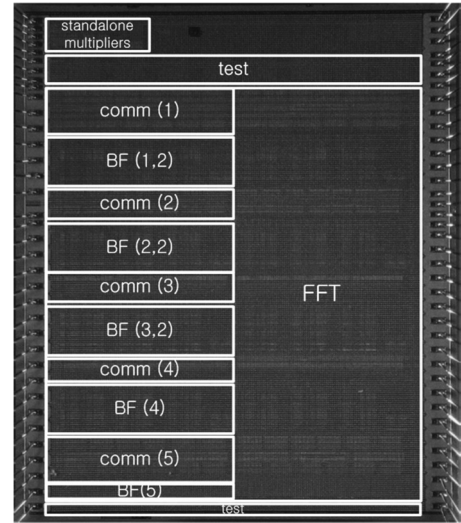 standalone
multipliers
test
comm (1)
BF (1,2)
comm (2)
BF (2,2)
comm (3)
FFT
BF (3,2)
comm (4)
BF (4)
comm (5)
BF(5)
test